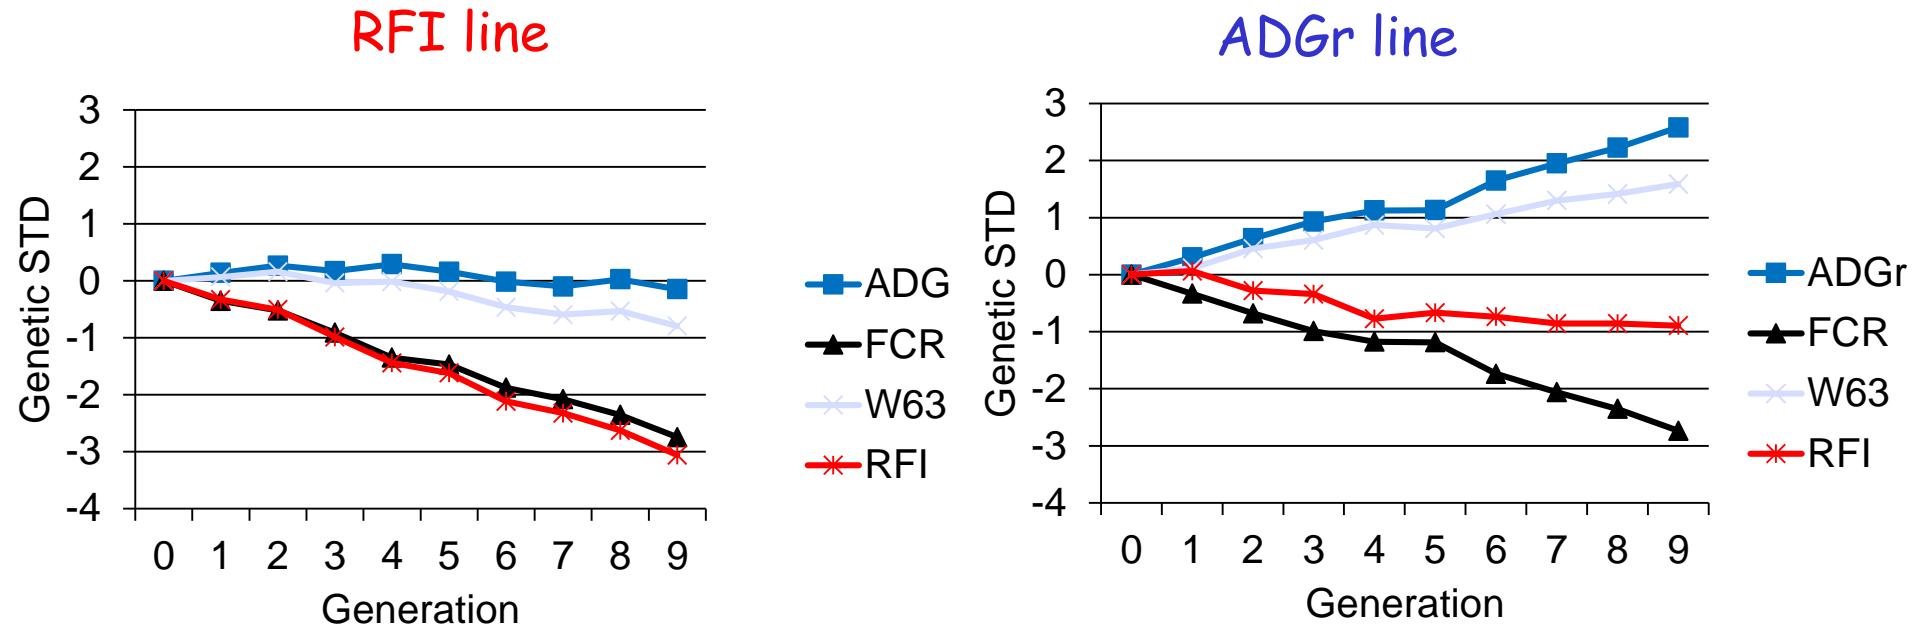 RFI line
3
2
1
0
-1
-2
-3
-4
Genetic STD
0 1 2 3 4 5 6 7 8 9
Generation
ADG
FCR
W63
RFI
ADGr line
3
2
1
0
-1
-2
-3
-4
Genetic STD
0 1 2 3 4 5 6 7 8 9
Generation
ADGr
FCR
W63
RFI